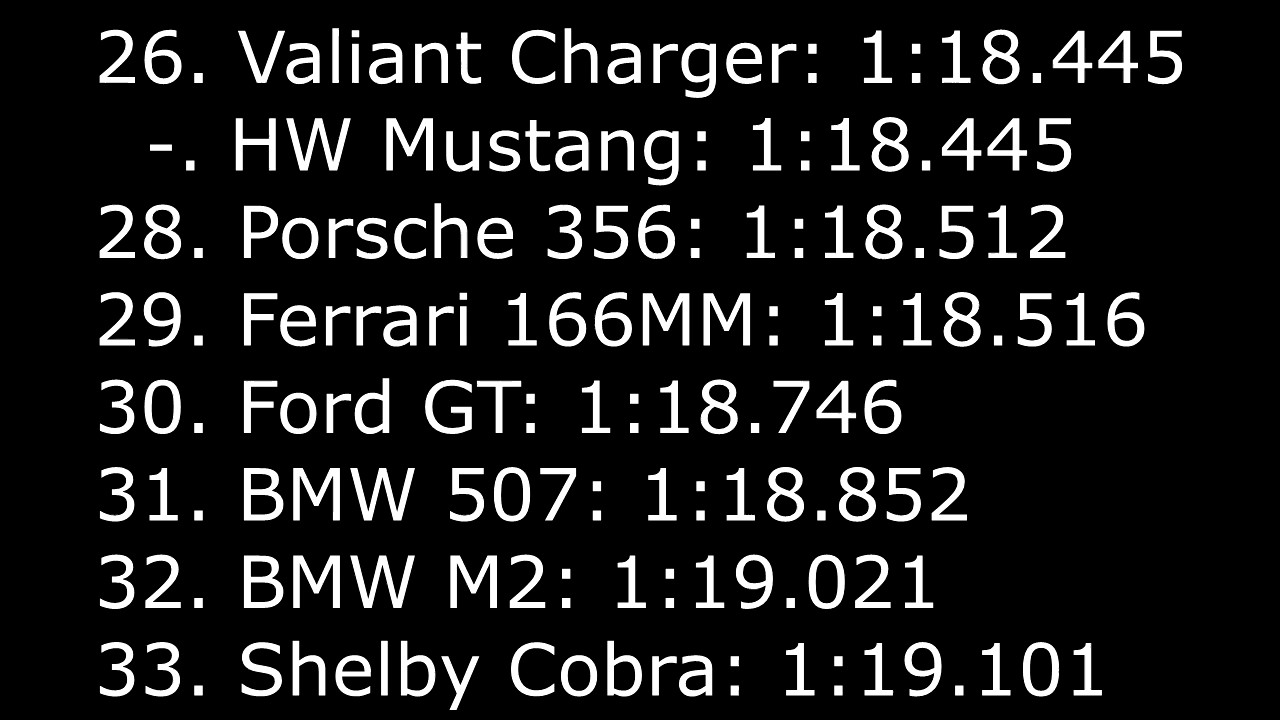 26. Valiant Charger: 1:18.445
-. HW Mustang: 1:18.445
28. Porsche 356: 1:18.512
29. Ferrari 166MM: 1:18.516
30. Ford GT: 1:18.746
31. BMW 507: 1:18.852
32. BMW M2: 1:19.021
33. Shelby Cobra: 1:19.101